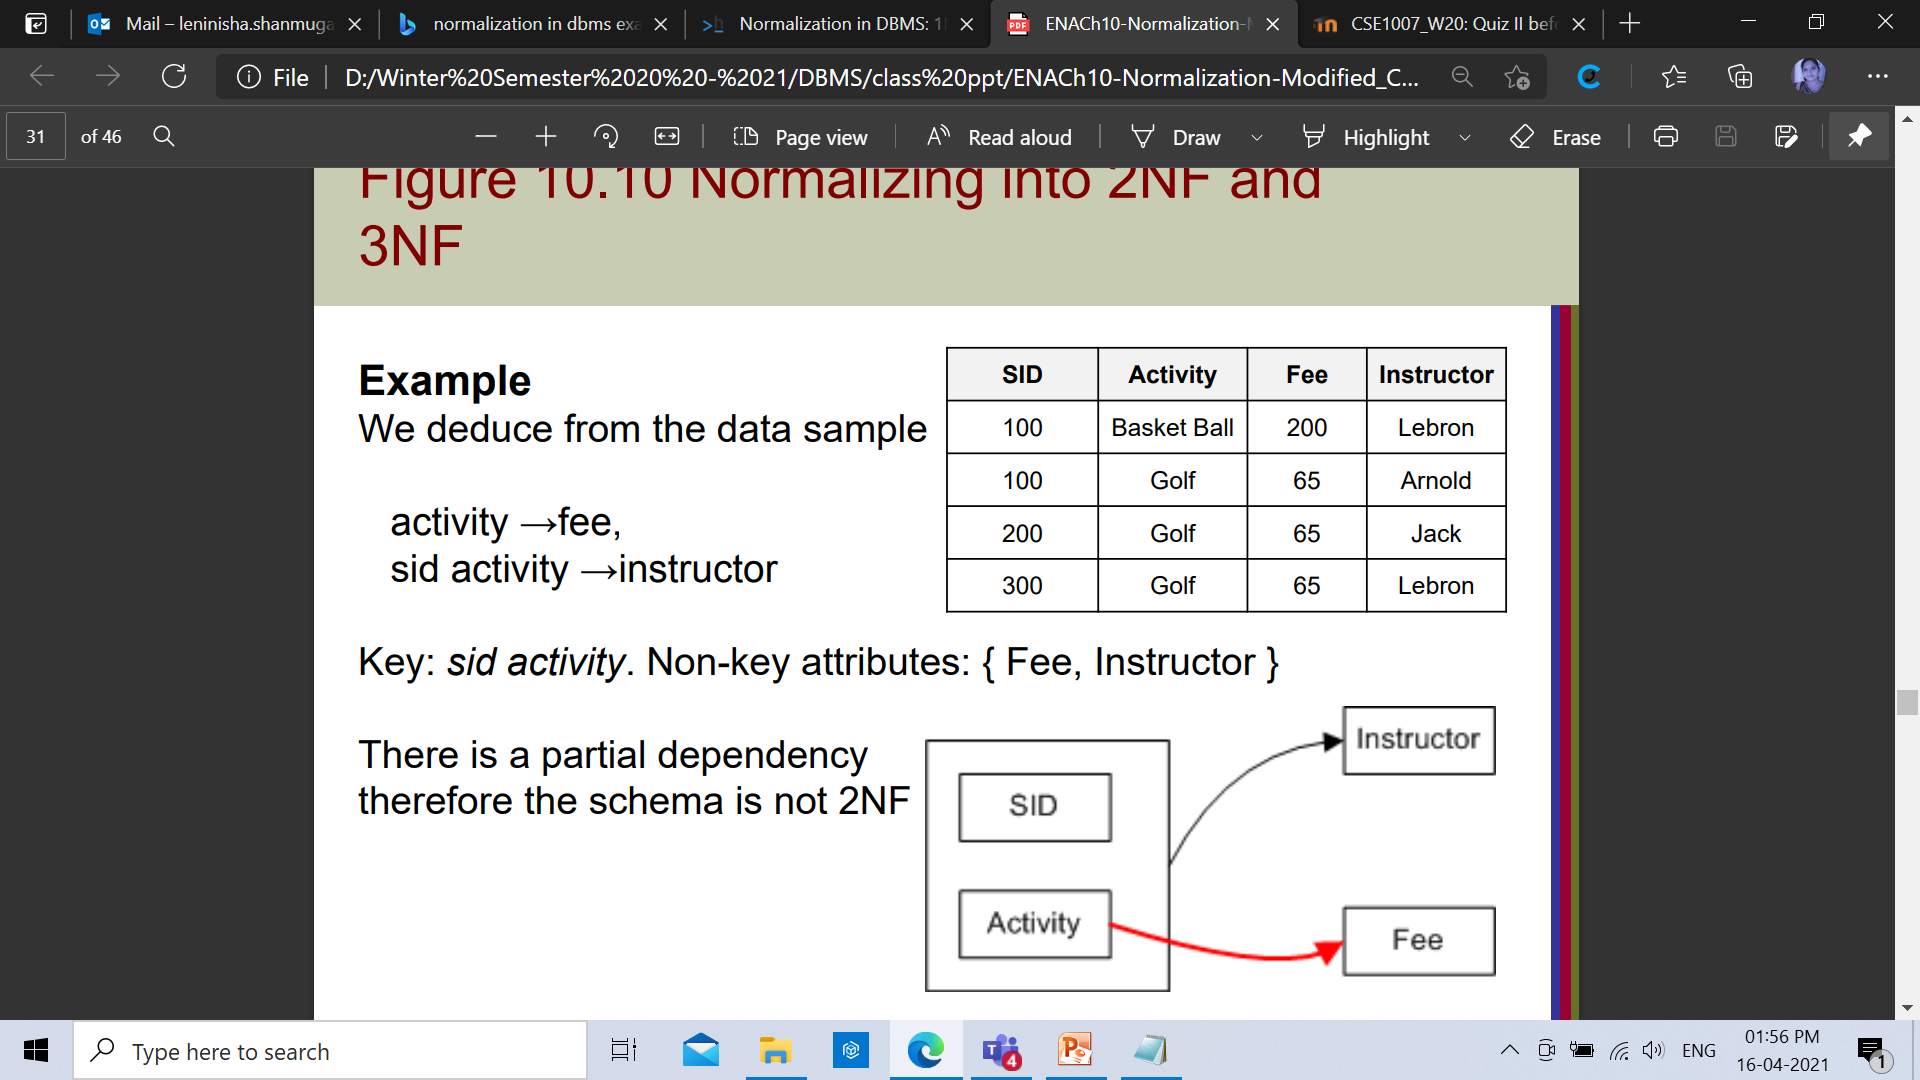 Mail – leninisha.shanmuga
normalization in dbms exa
Normalization in DBMS: 1
ENACh10-Normalization-
CSE1007_W20: Quiz II bef
File
D:/Winter%20Semester%2020%20-%2021/DBMS/class%20ppt/ENACh10-Normalization-Modified_C...
31 of 46
Page view
Read aloud
Draw
Highlight
Erase
Figure 10.10 Normalizing into 2NF and
3NF
Example
We deduce from the data sample
activity →fee,
sid activity →instructor
SID Activity Fee Instructor
100 Basket Ball 200 Lebron
100 Golf 65 Arnold
200 Golf 65 Jack
300 Golf 65 Lebron
Key: sid activity. Non-key attributes: { Fee, Instructor }
There is a partial dependency
therefore the schema is not 2NF
Instructor
SID
Activity
Fee
Type here to search
4
ENG
01:56 PM
16-04-2021
1